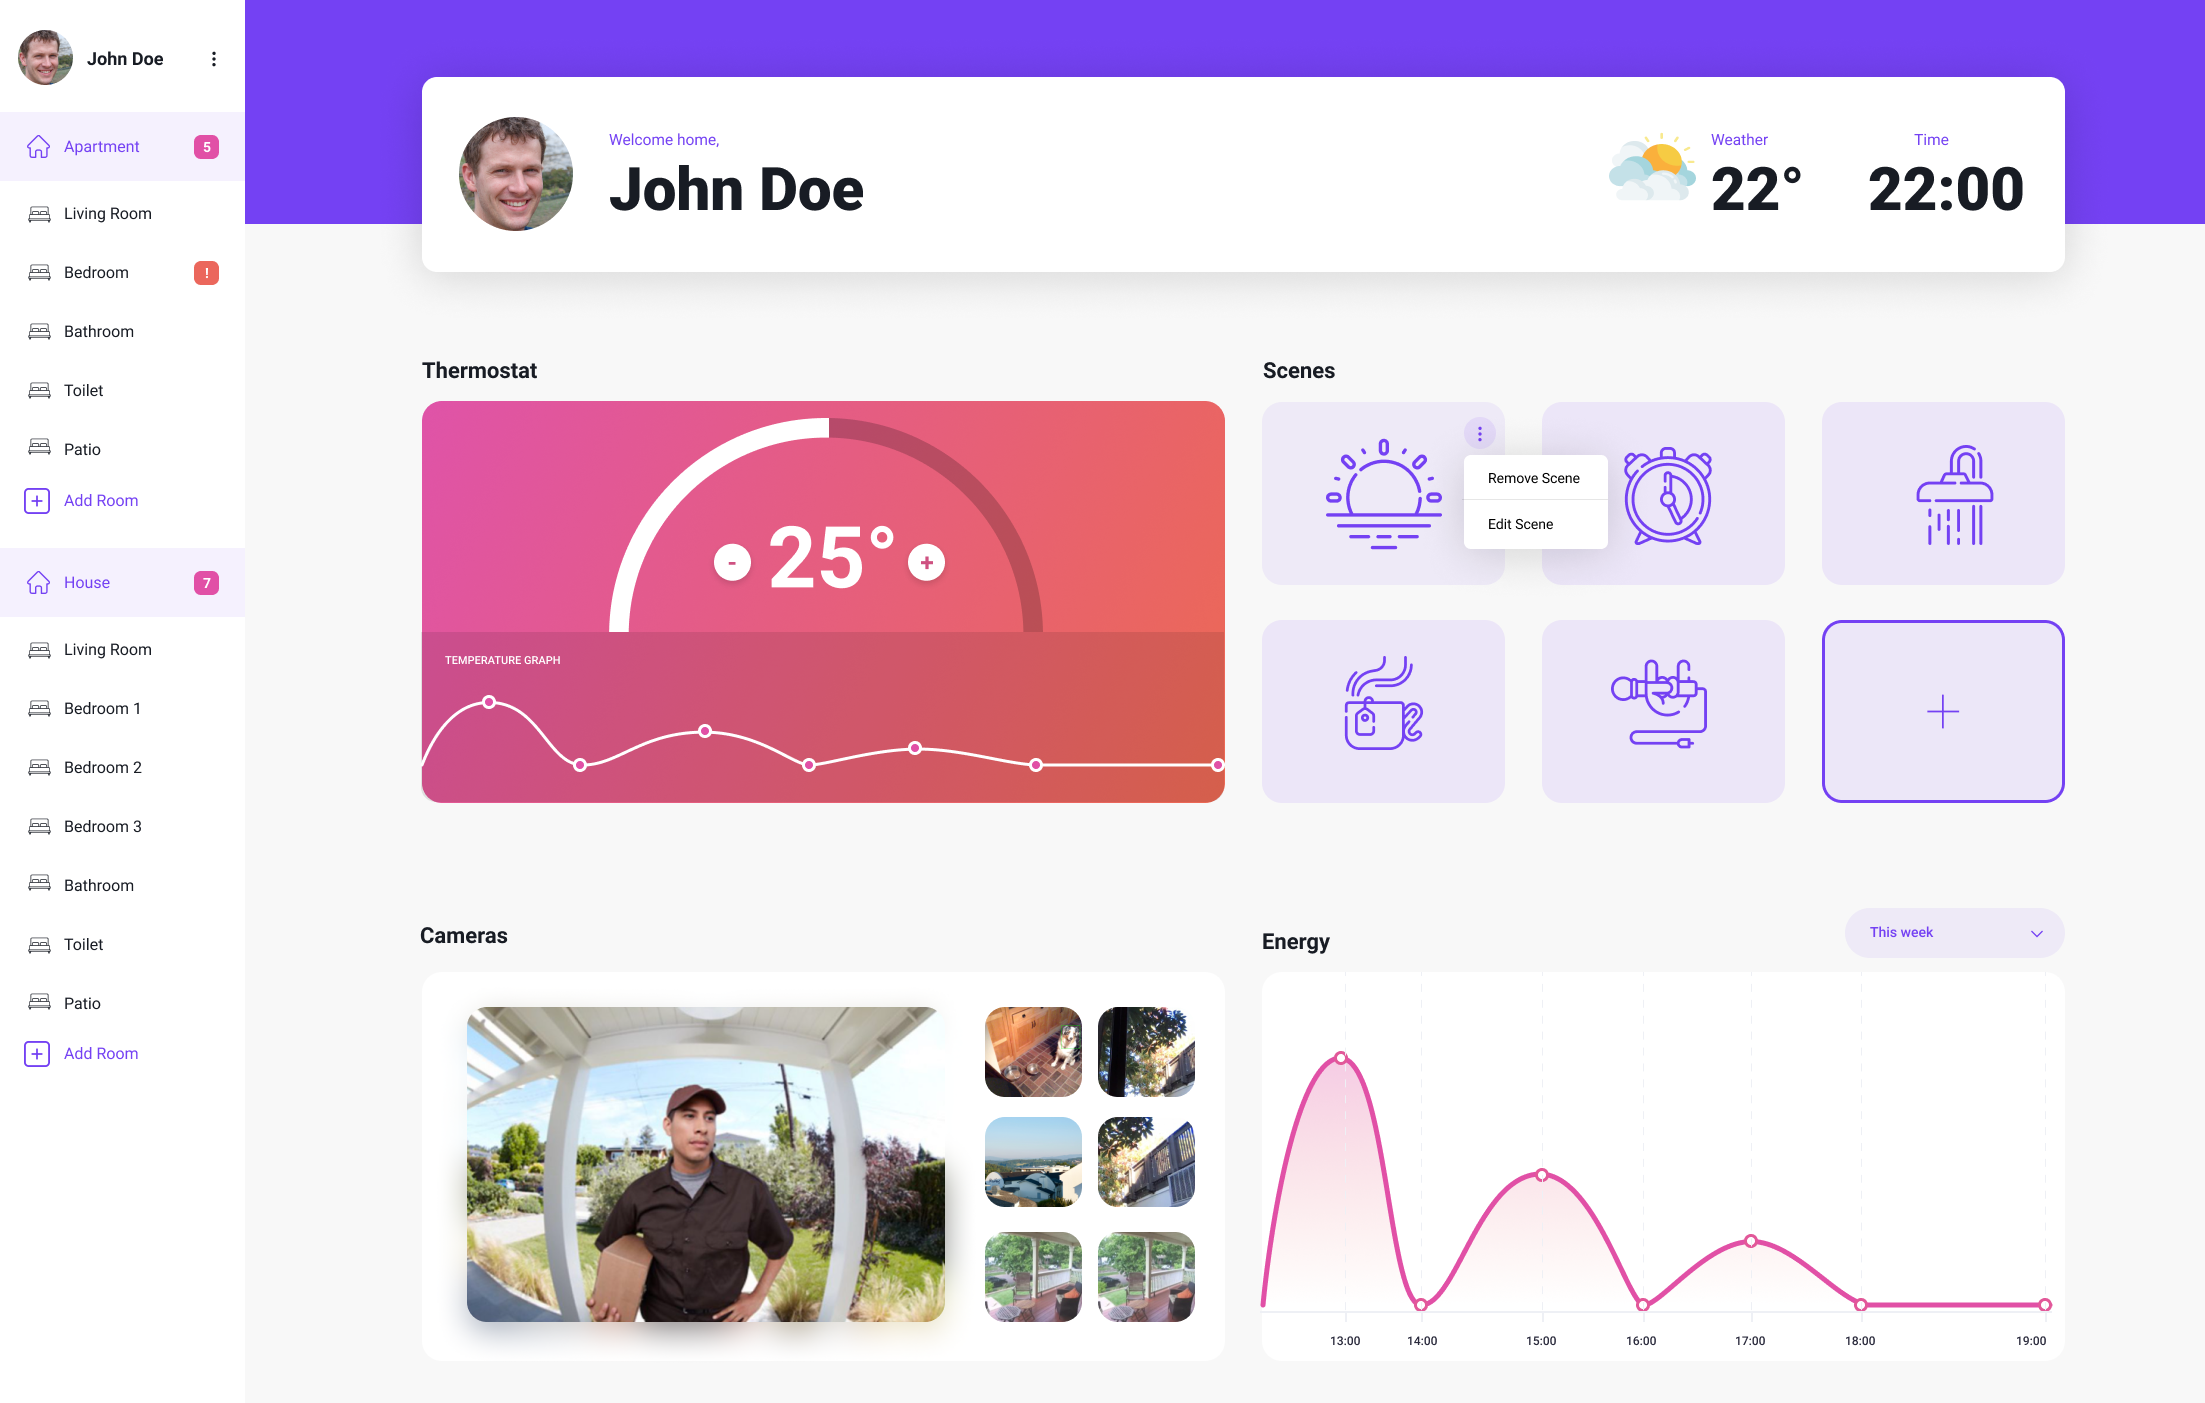 John Doe
Apartment 5
Living Room
Bedroom !
Bathroom
Toilet
Patio
Add Room
House 7
Living Room
Bedroom 1
Bedroom 2
Bedroom 3
Bathroom
Toilet
Patio
Add Room
Welcome home,
John Doe
Weather
22°
Time
22:00
Thermostat
- 25° +
TEMPERATURE GRAPH
Scenes
Remove Scene
Edit Scene
Cameras
Energy
This week
13:00 14:00 15:00 16:00 17:00 18:00 19:00